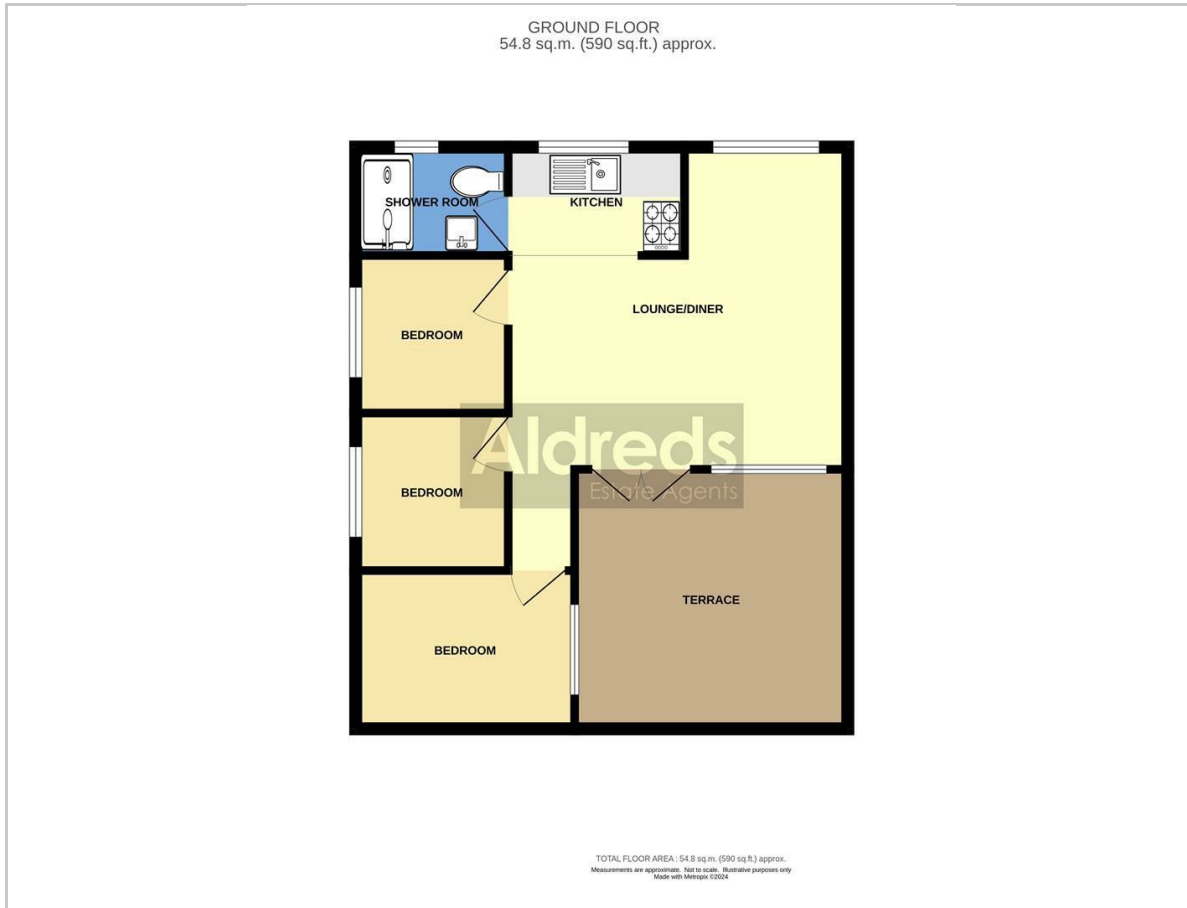 GROUND FLOOR
54.8 sq.m. (590 sq.ft.) approx.
SHOWER ROOM
KITCHEN
LOUNGE/DINER
BEDROOM
Aldreds
Estate Agents
BEDROOM
TERRACE
BEDROOM
TOTAL FLOOR AREA : 54.8 sq.m. (590 sq.ft.) approx.
Measurements are approximate. Not to scale. Illustrative purposes only
Made with Metropix ©2024